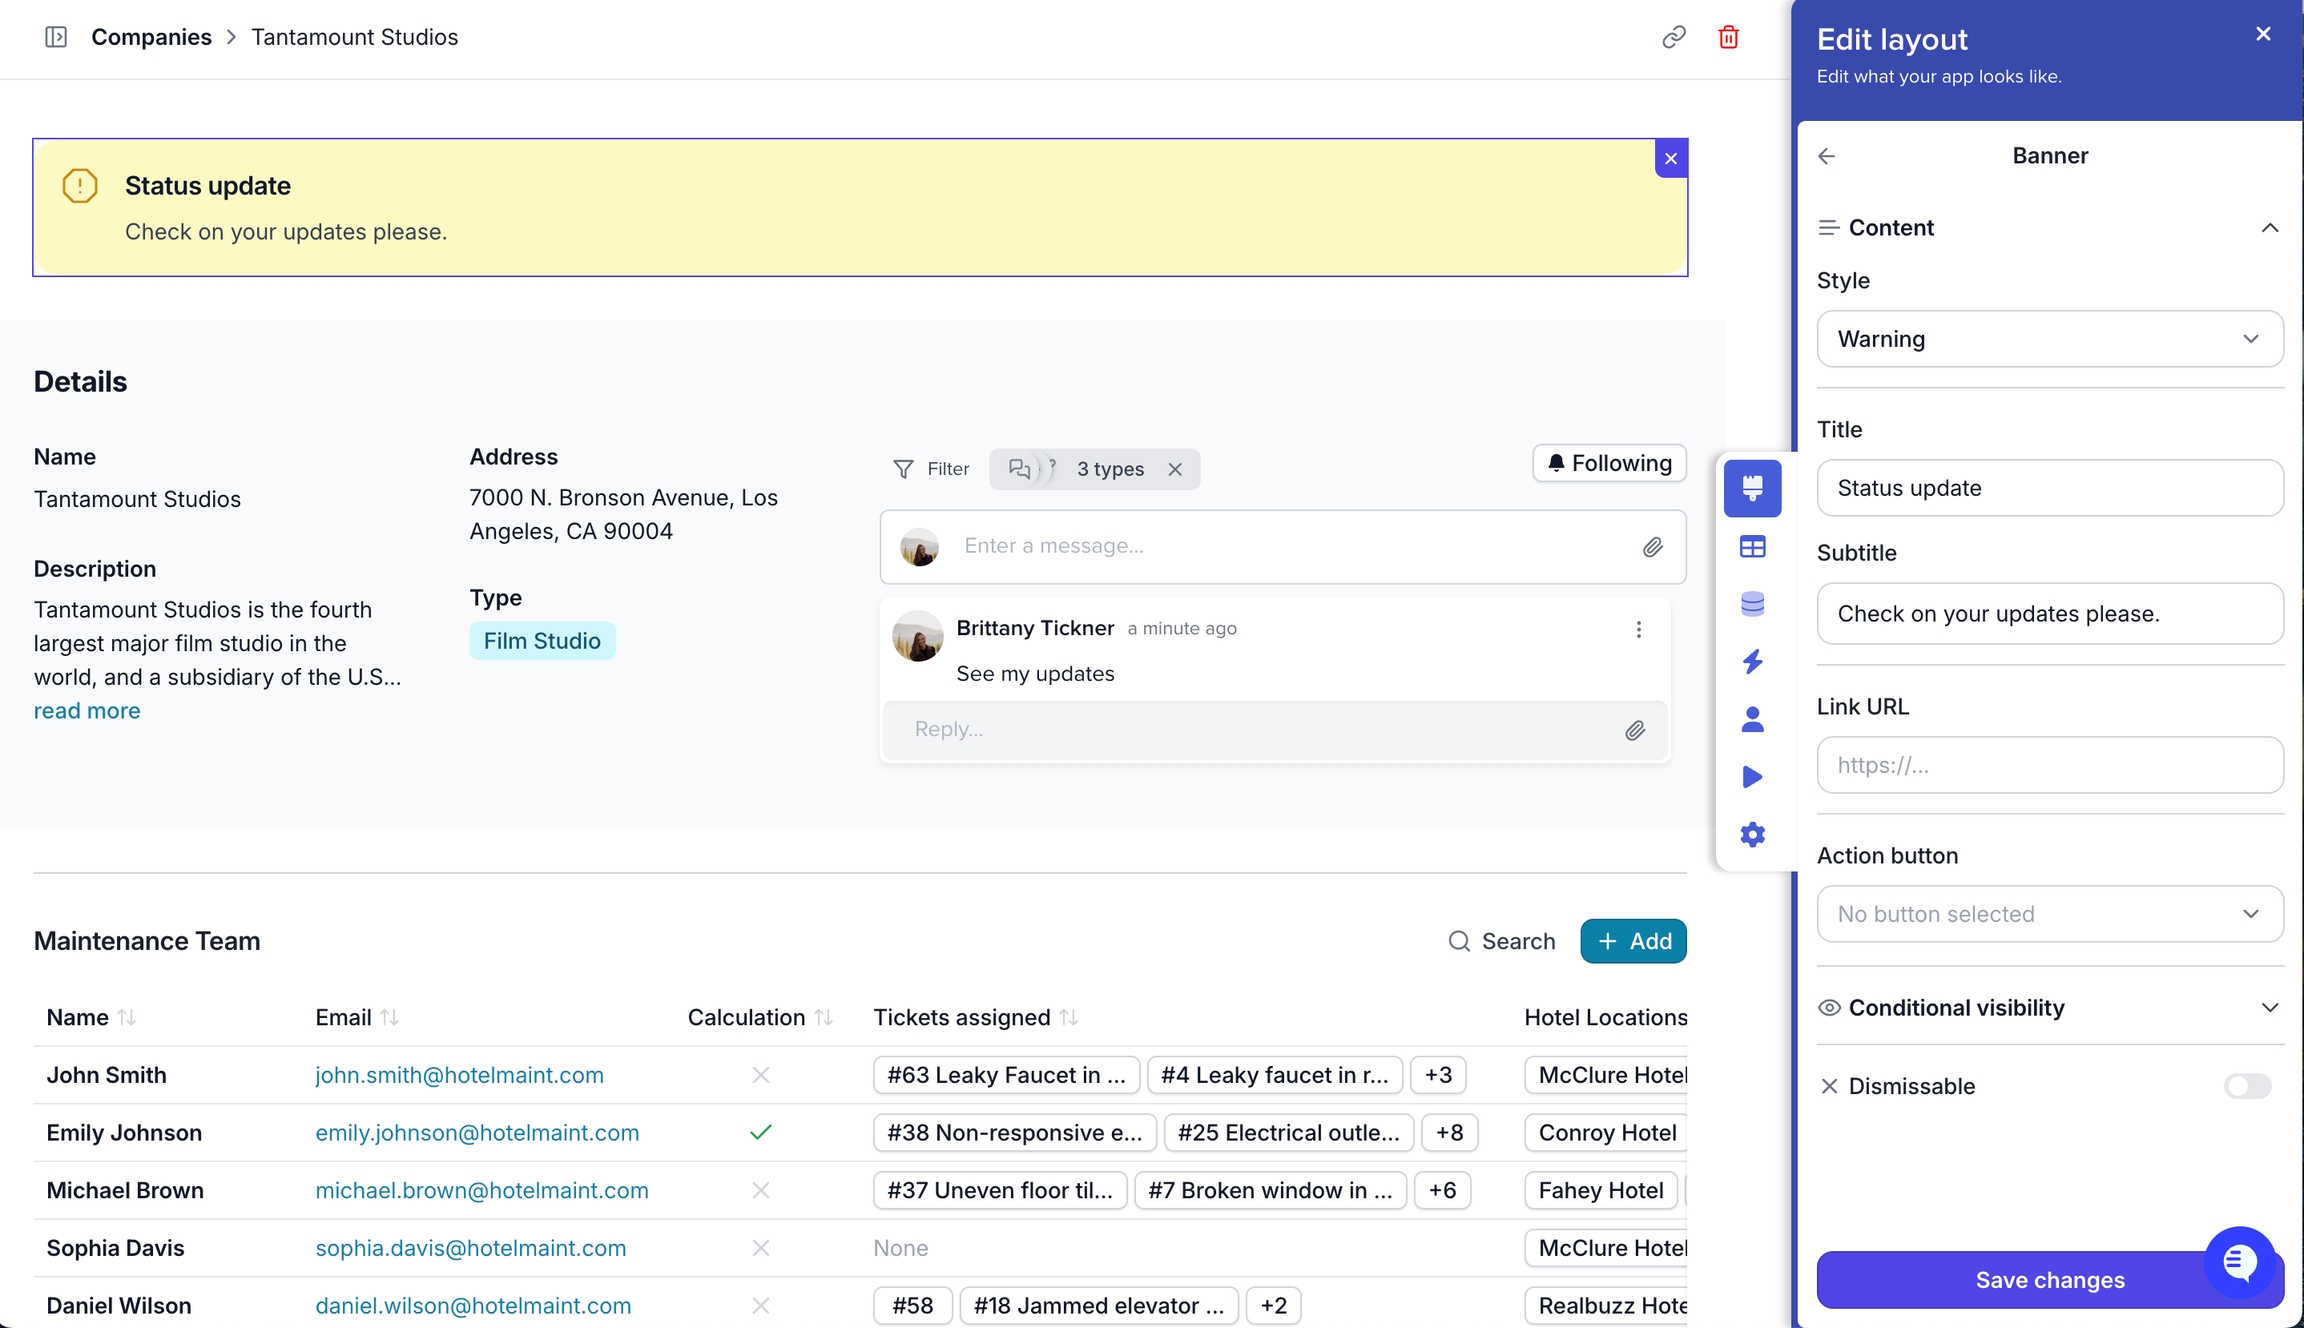 Companies > Tantamount Studios
Status update
Check on your updates please.
Details
Name
Tantamount Studios
Description
Tantamount Studios is the fourth
largest major film studio in the
world, and a subsidiary of the U.S...
read more
Address
7000 N. Bronson Avenue, Los
Angeles, CA 90004
Type
Film Studio
Filter
3 types
Following
Enter a message...
Brittany Tickner a minute ago
See my updates
Reply...
Maintenance Team
Search
+ Add
Name Email Calculation Tickets assigned Hotel Locations
John Smith john.smith@hotelmaint.com #63 Leaky Faucet in ... #4 Leaky faucet in r... +3 McClure Hotel
Emily Johnson emily.johnson@hotelmaint.com #38 Non-responsive e... #25 Electrical outle... +8 Conroy Hotel
Michael Brown michael.brown@hotelmaint.com #37 Uneven floor til... #7 Broken window in ... +6 Fahey Hotel
Sophia Davis sophia.davis@hotelmaint.com None McClure Hotel
Daniel Wilson daniel.wilson@hotelmaint.com #58 #18 Jammed elevator ... +2 Realbuzz Hote
Edit layout
Edit what your app looks like.
Banner
Content
Style
Warning
Title
Status update
Subtitle
Check on your updates please.
Link URL
https://...
Action button
No button selected
Conditional visibility
Dismissable
Save changes